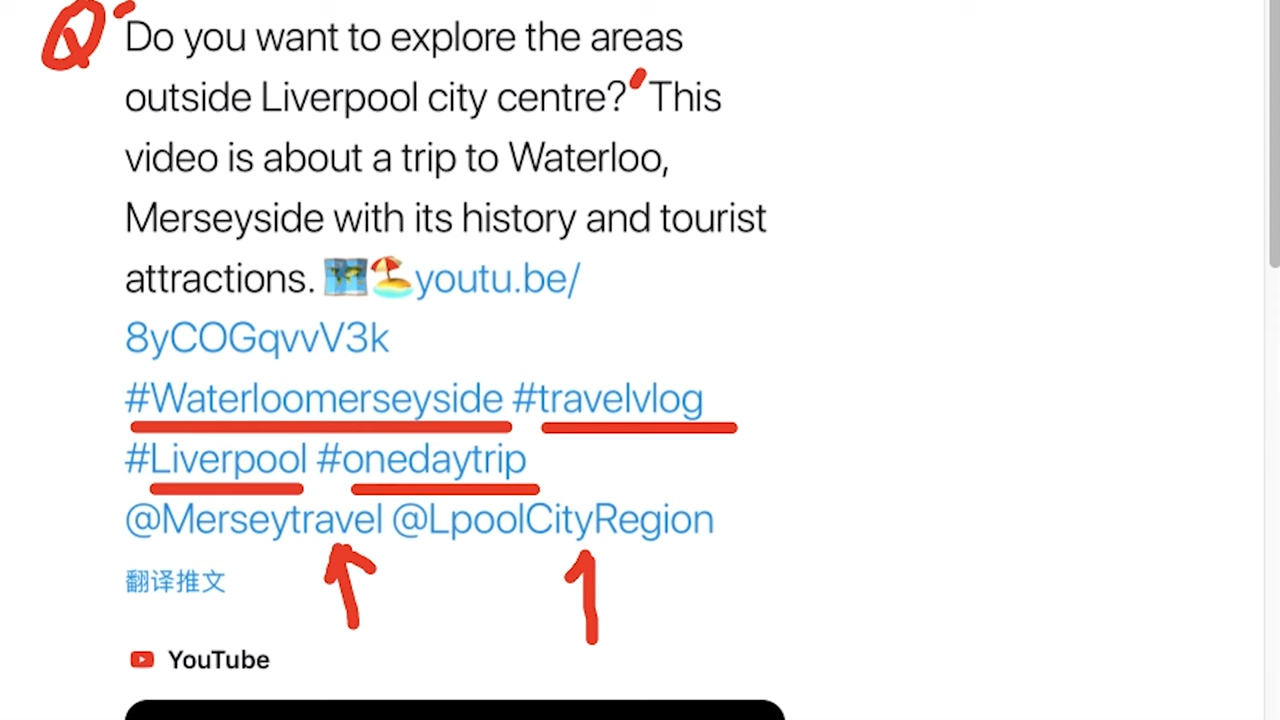 Q Do you want to explore the areas
outside Liverpool city centre? This
video is about a trip to Waterloo,
Merseyside with its history and tourist
attractions. 🗺️🏖️youtu.be/
8yCOGqvvV3k
#Waterloomerseyside #travelvlog
#Liverpool #onedaytrip
@Merseytravel @LpoolCityRegion
翻译推文
YouTube